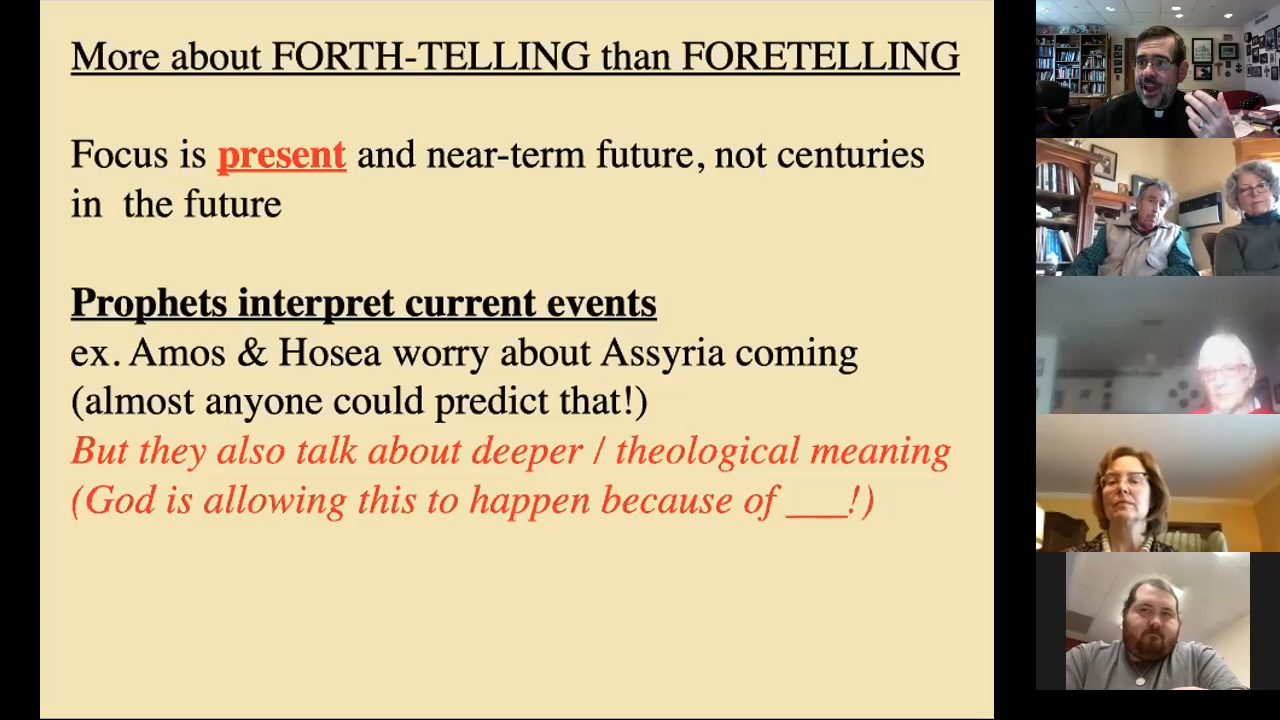 More about FORTH-TELLING than FORETELLING
Focus is present and near-term future, not centuries
in the future
Prophets interpret current events
ex. Amos & Hosea worry about Assyria coming
(almost anyone could predict that!)
But they also talk about deeper / theological meaning
(God is allowing this to happen because of ___!)